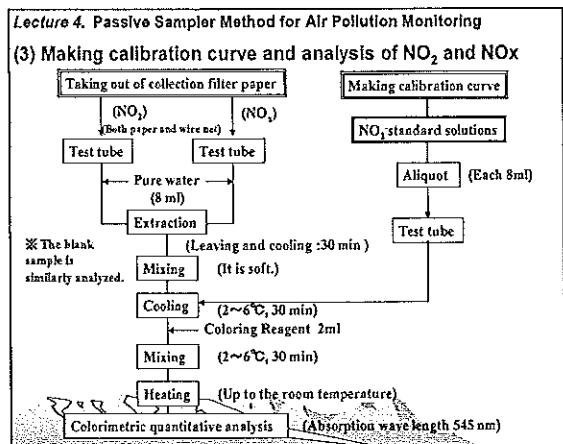 Lecture 4. Passive Sampler Method for Air Pollution Monitoring
(3) Making calibration curve and analysis of NO₂ and NOx
Taking out of collection filter paper
(NO₂) (NOₓ)
(Both paper and wire net)
Test tube Test tube
Pure water
(8 ml)
Extraction
(Leaving and cooling :30 min )
※ The blank
sample is
similarly analyzed.
Mixing (It is soft.)
Cooling (2～6℃, 30 min)
Coloring Reagent 2ml
Mixing (2～6℃, 30 min)
Heating (Up to the room temperature)
Colorimetric quantitative analysis (Absorption wave length 545 nm)
Making calibration curve
NO₂⁻standard solutions
Aliquot (Each 8ml)
Test tube